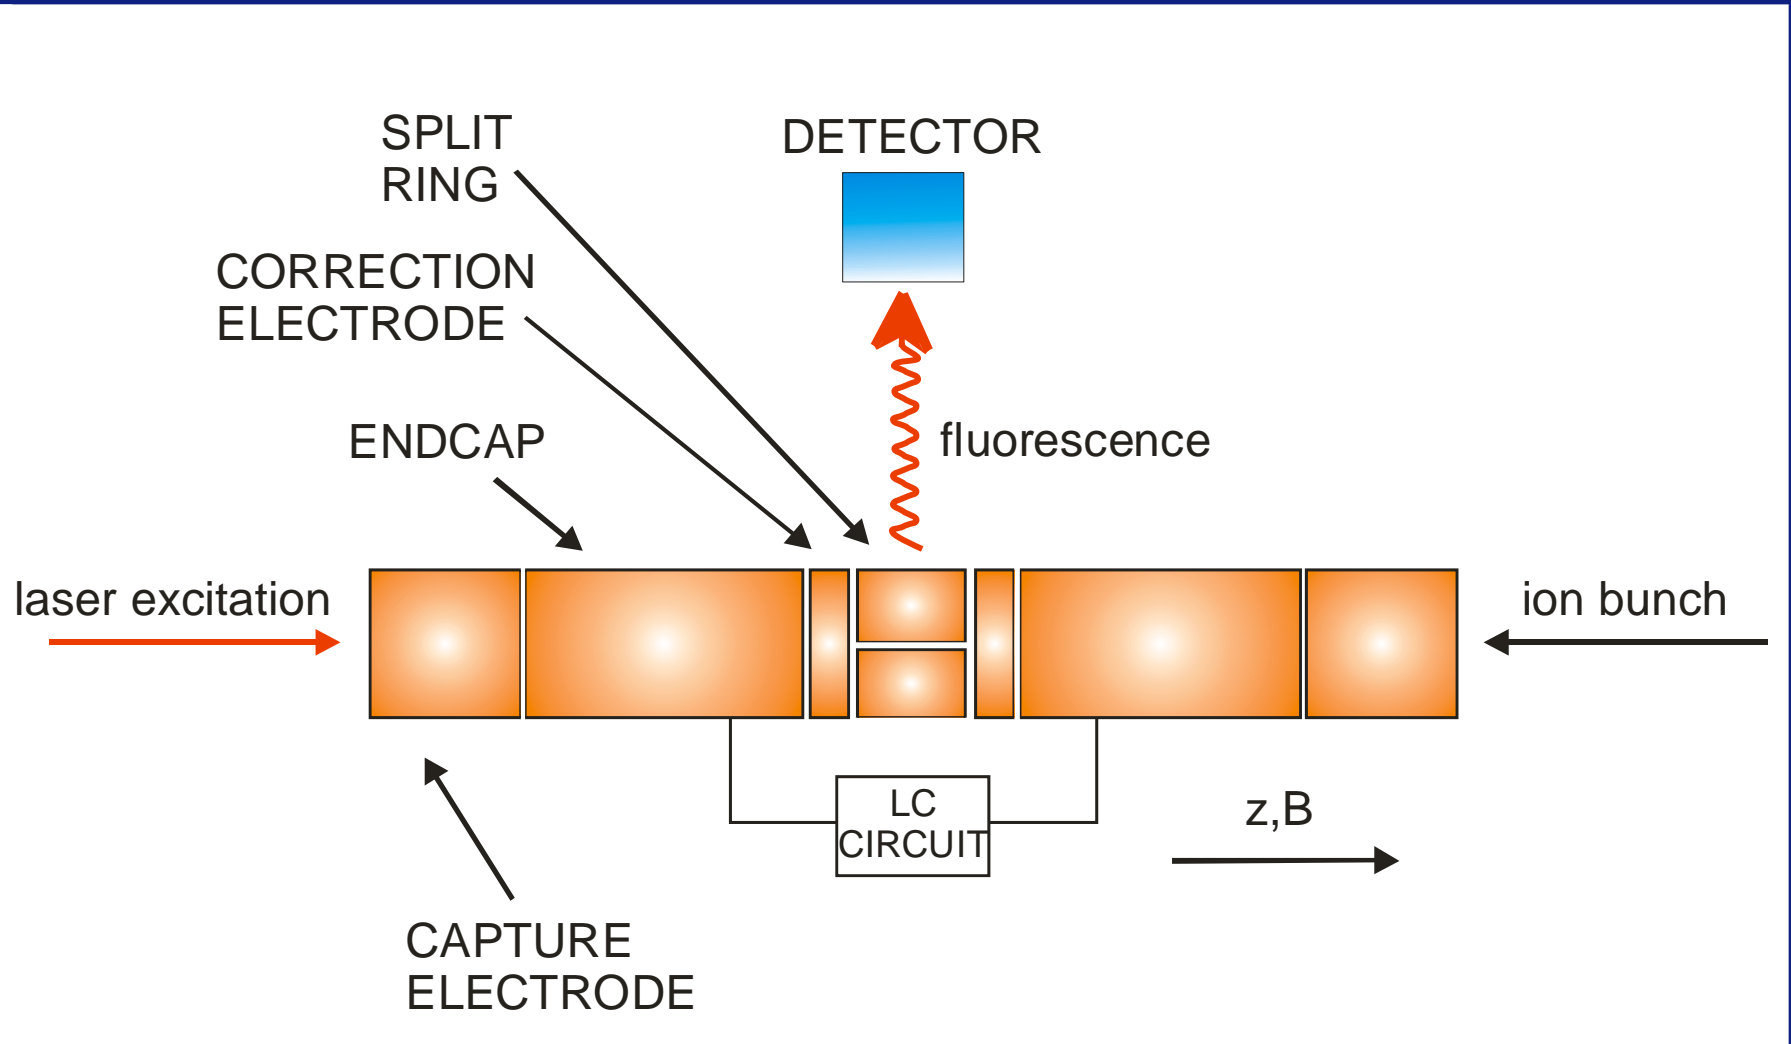 SPLIT
RING
DETECTOR
CORRECTION
ELECTRODE
ENDCAP
fluorescence
laser excitation
ion bunch
LC
CIRCUIT
z,B
CAPTURE
ELECTRODE